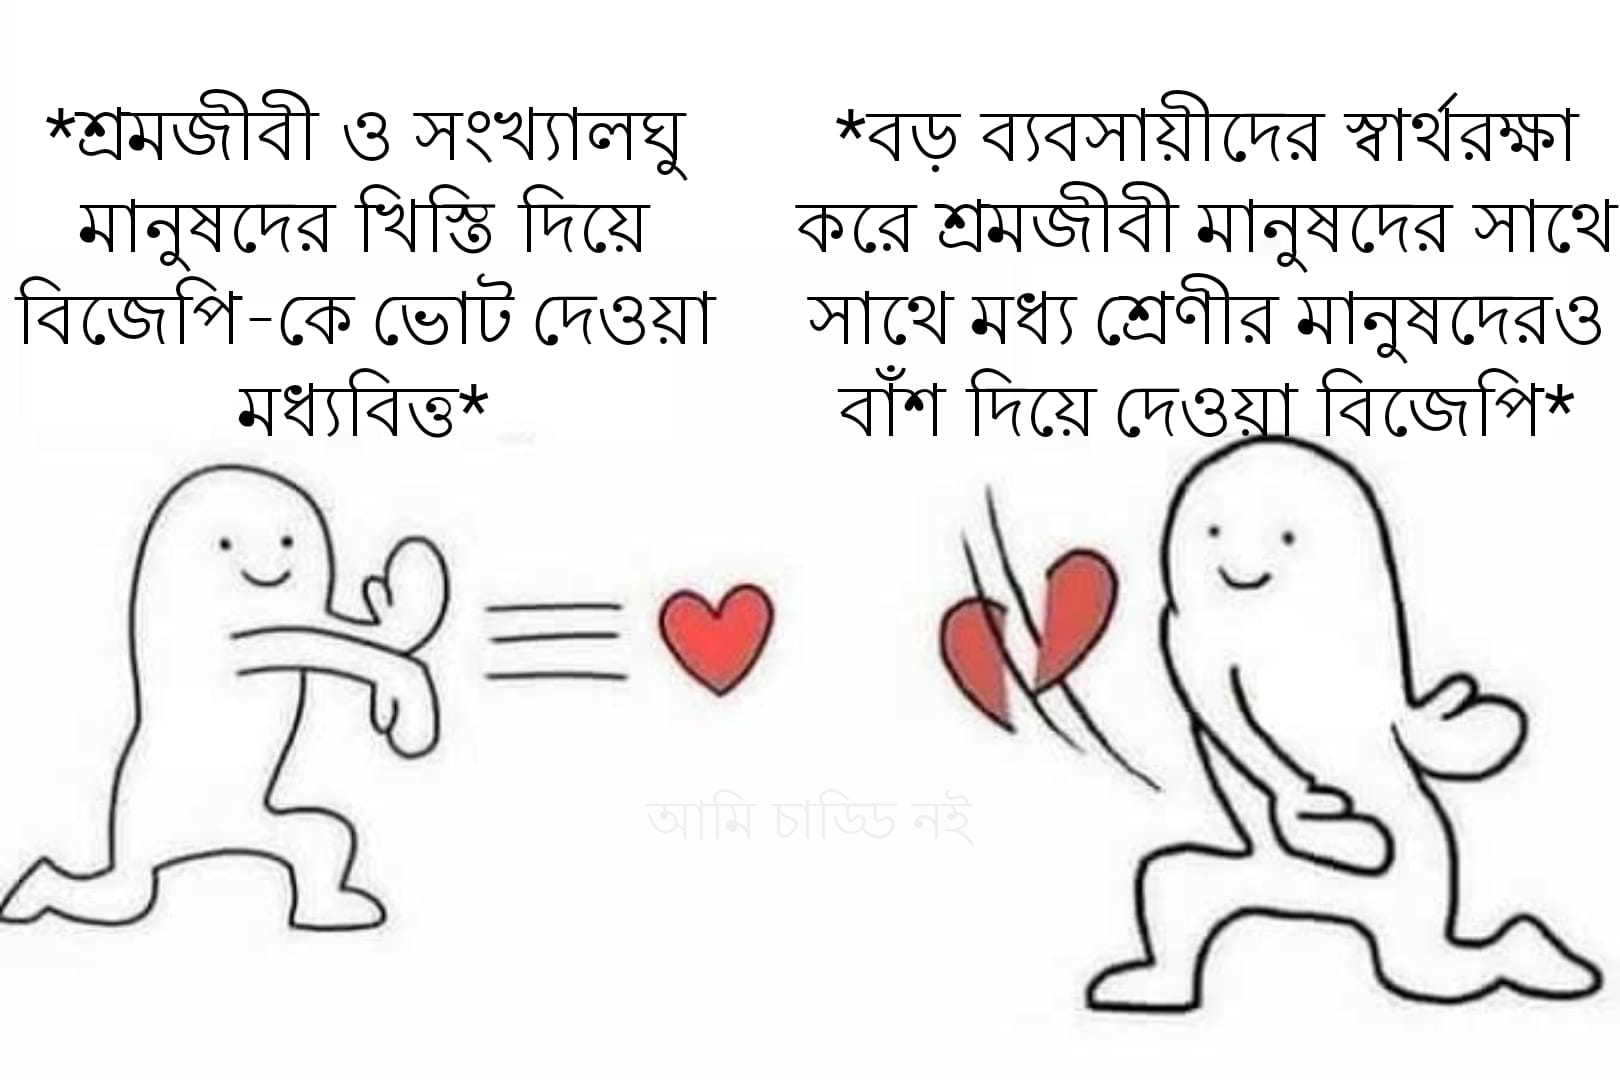 *শ্রমজীবী ও সংখ্যালঘু
মানুষদের খিস্তি দিয়ে
বিজেপি-কে ভোট দেওয়া
মধ্যবিত্ত*
*বড় ব্যবসায়ীদের স্বার্থরক্ষা
করে শ্রমজীবী মানুষদের সাথে
সাথে মধ্য শ্রেণীর মানুষদেরও
বাঁশ দিয়ে দেওয়া বিজেপি*
আমি চাড্ডি নই